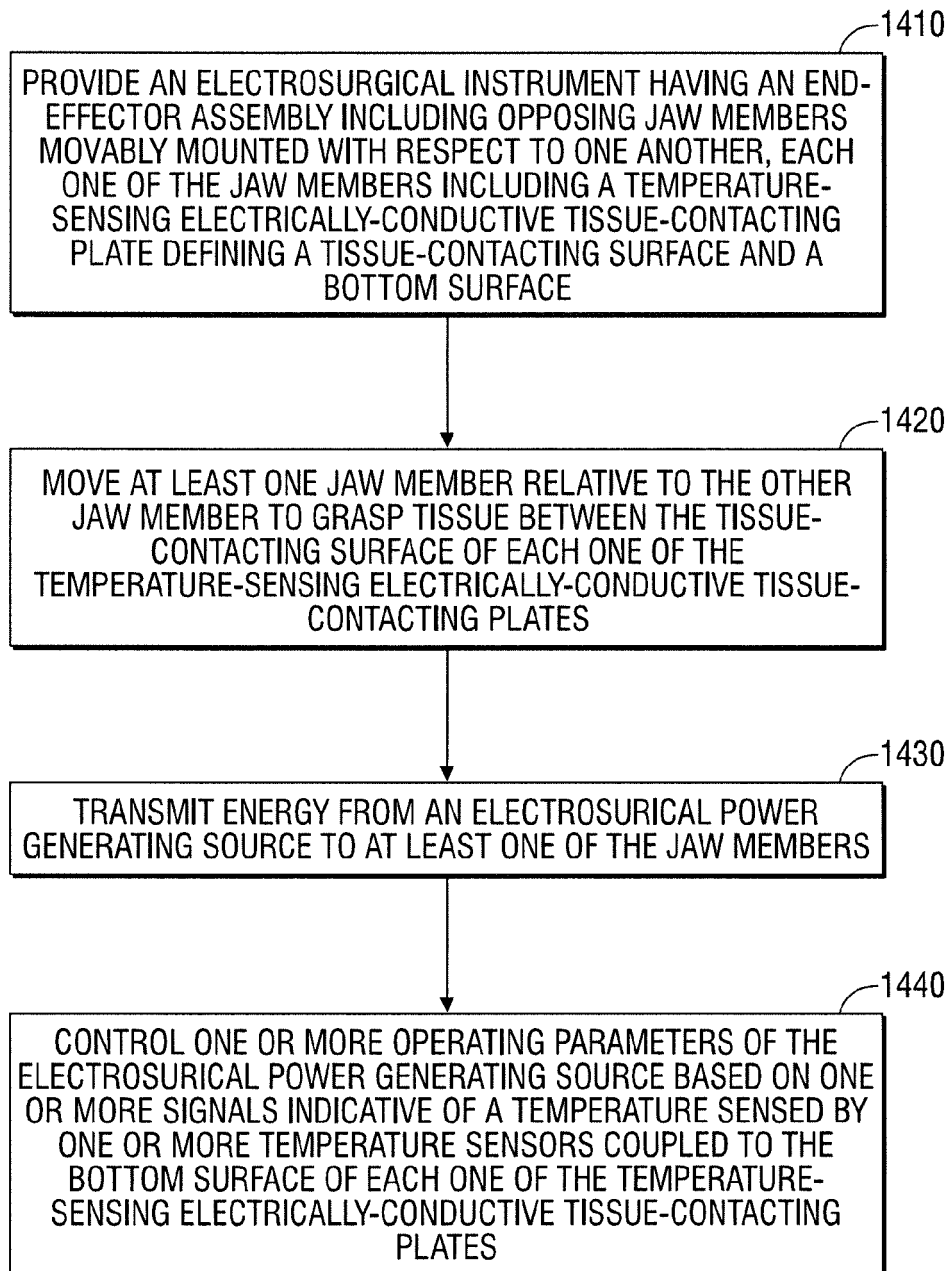 1410
PROVIDE AN ELECTROSURGICAL INSTRUMENT HAVING AN END-
EFFECTOR ASSEMBLY INCLUDING OPPOSING JAW MEMBERS
MOVABLY MOUNTED WITH RESPECT TO ONE ANOTHER, EACH
ONE OF THE JAW MEMBERS INCLUDING A TEMPERATURE-
SENSING ELECTRICALLY-CONDUCTIVE TISSUE-CONTACTING
PLATE DEFINING A TISSUE-CONTACTING SURFACE AND A
BOTTOM SURFACE
1420
MOVE AT LEAST ONE JAW MEMBER RELATIVE TO THE OTHER
JAW MEMBER TO GRASP TISSUE BETWEEN THE TISSUE-
CONTACTING SURFACE OF EACH ONE OF THE
TEMPERATURE-SENSING ELECTRICALLY-CONDUCTIVE TISSUE-
CONTACTING PLATES
1430
TRANSMIT ENERGY FROM AN ELECTROSURICAL POWER
GENERATING SOURCE TO AT LEAST ONE OF THE JAW MEMBERS
1440
CONTROL ONE OR MORE OPERATING PARAMETERS OF THE
ELECTROSURICAL POWER GENERATING SOURCE BASED ON ONE
OR MORE SIGNALS INDICATIVE OF A TEMPERATURE SENSED BY
ONE OR MORE TEMPERATURE SENSORS COUPLED TO THE
BOTTOM SURFACE OF EACH ONE OF THE TEMPERATURE-
SENSING ELECTRICALLY-CONDUCTIVE TISSUE-CONTACTING
PLATES